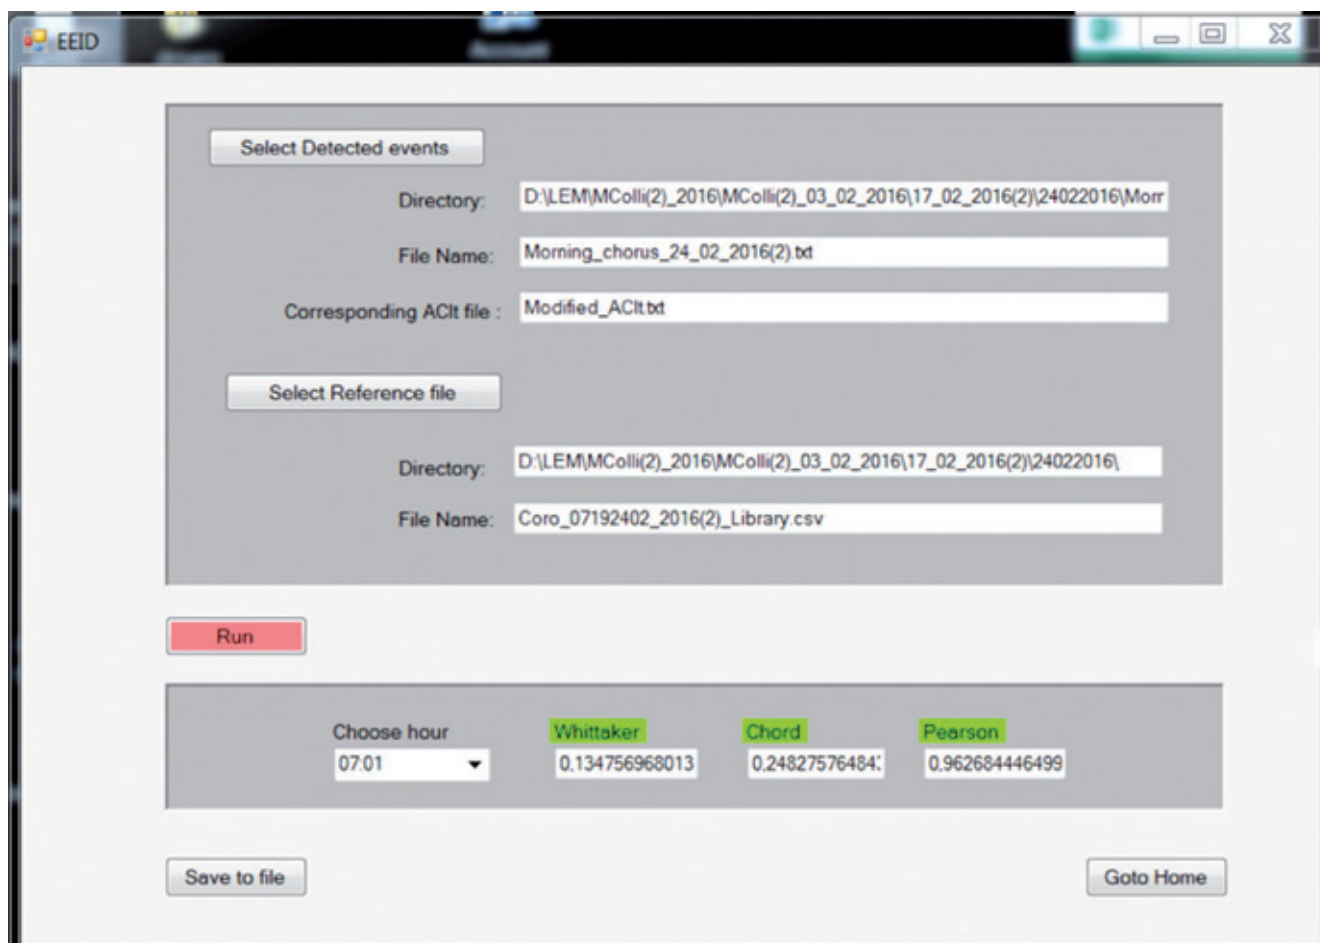 Account
EEID
Select Detected events
Directory: D:\LEM\MColli(2)_2016\MColli(2)_03_02_2016\17_02_2016(2)\24022016\Morr
File Name: Morning_chorus_24_02_2016(2).txt
Corresponding ACIt file : Modified_ACIt.txt
Select Reference file
Directory: D:\LEM\MColli(2)_2016\MColli(2)_03_02_2016\17_02_2016(2)\24022016\
File Name: Coro_07192402_2016(2)_Library.csv
Run
Choose hour Whittaker Chord Pearson
07:01 0,134756968013 0,24827576484 0,962684446499
Save to file Goto Home